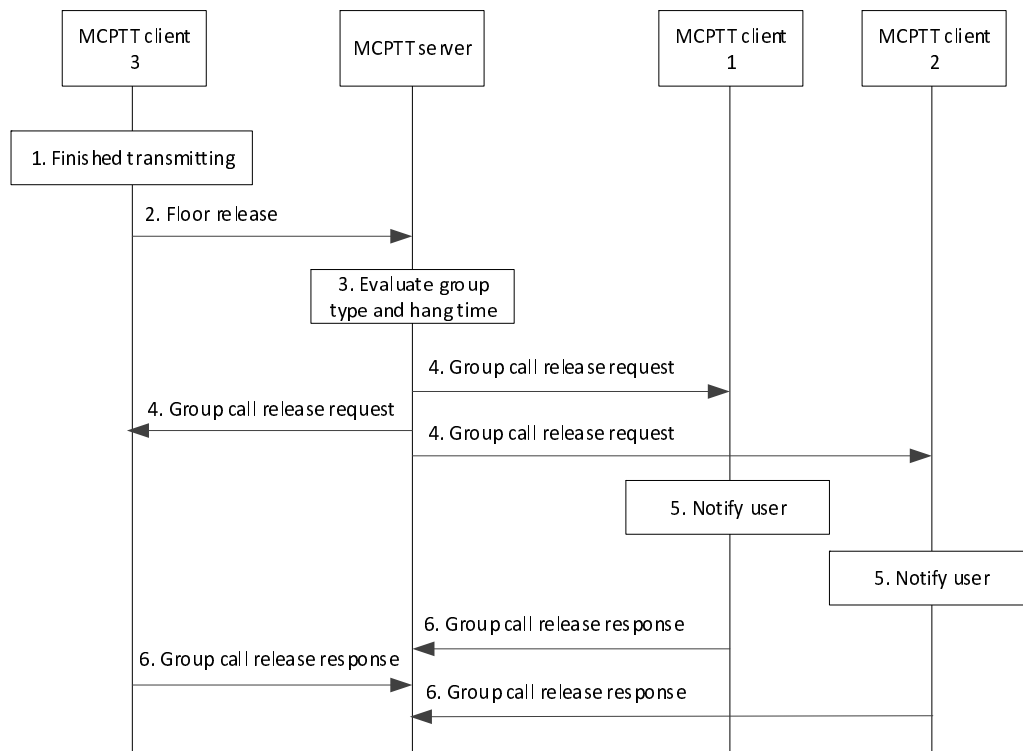 MCPTT client
3
MCPTT server
MCPTT client
1
MCPTT client
2
1. Finished transmitting
2. Floor release
3. Evaluate group
type and hang time
4. Group call release request
4. Group call release request
4. Group call release request
5. Notify user
5. Notify user
6. Group call release response
6. Group call release response
6. Group call release response